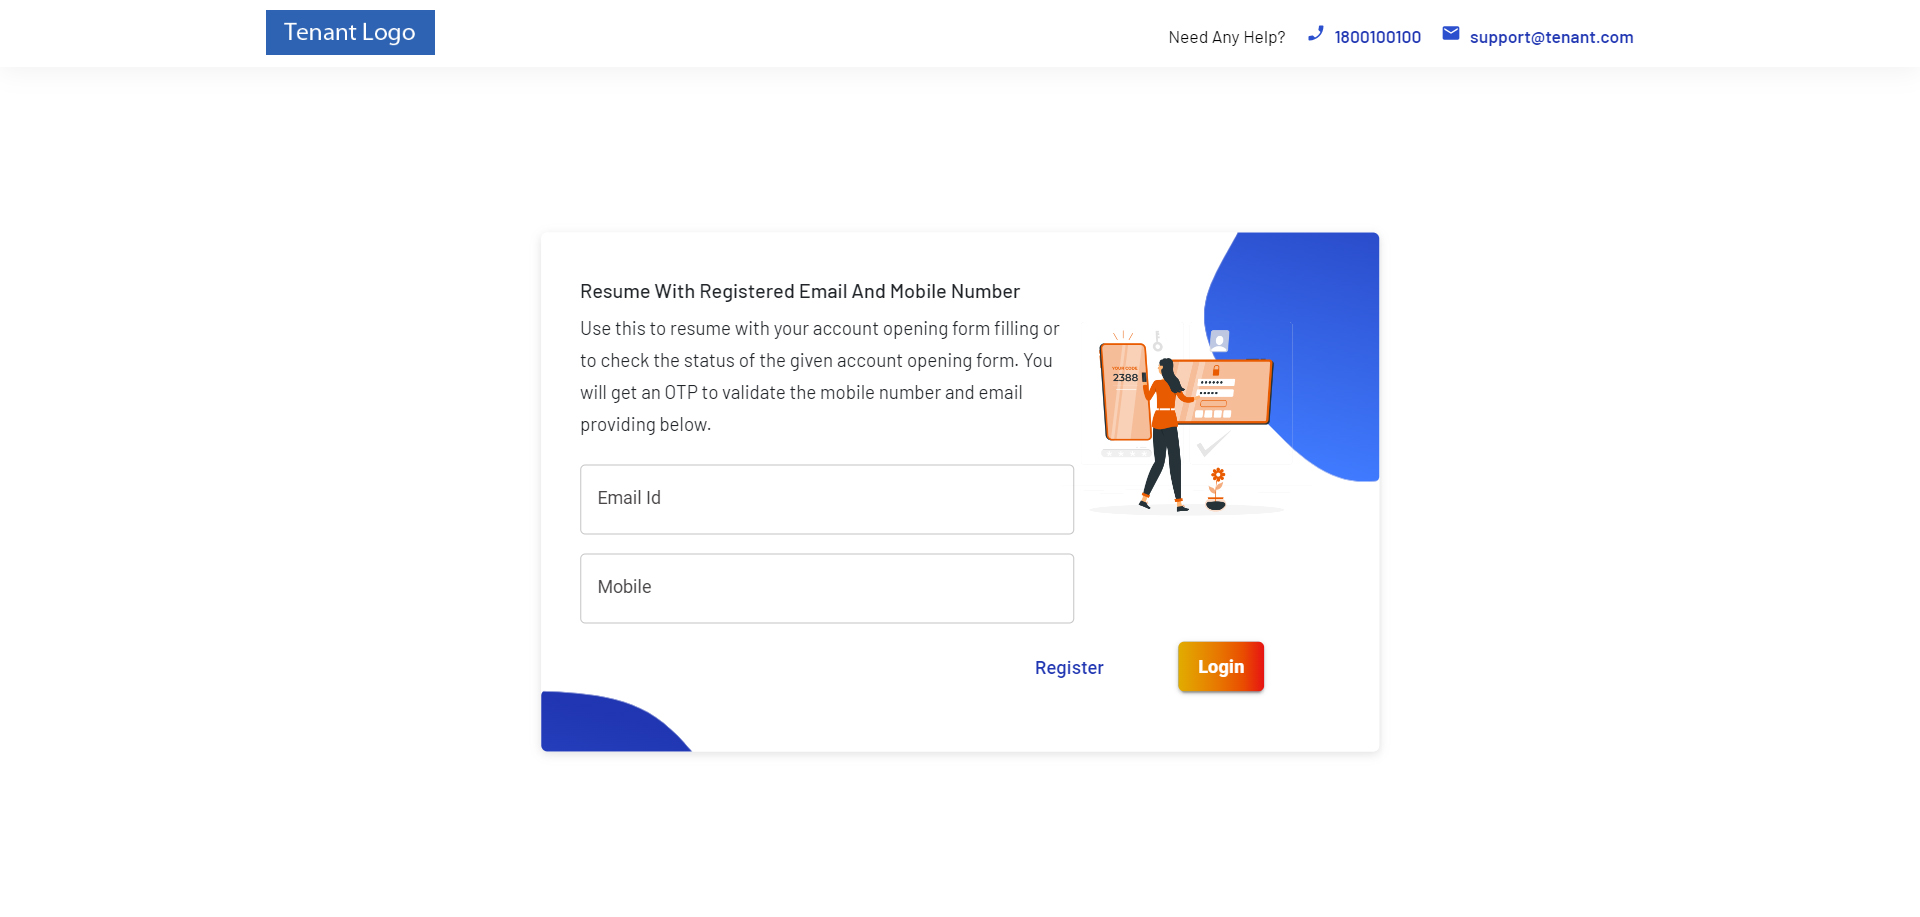 Tenant Logo
Need Any Help? 1800100100 support@tenant.com
Resume With Registered Email And Mobile Number
Use this to resume with your account opening form filling or
to check the status of the given account opening form. You
will get an OTP to validate the mobile number and email
providing below.
YOUR CODE
2388
Email Id
Mobile
Register
Login